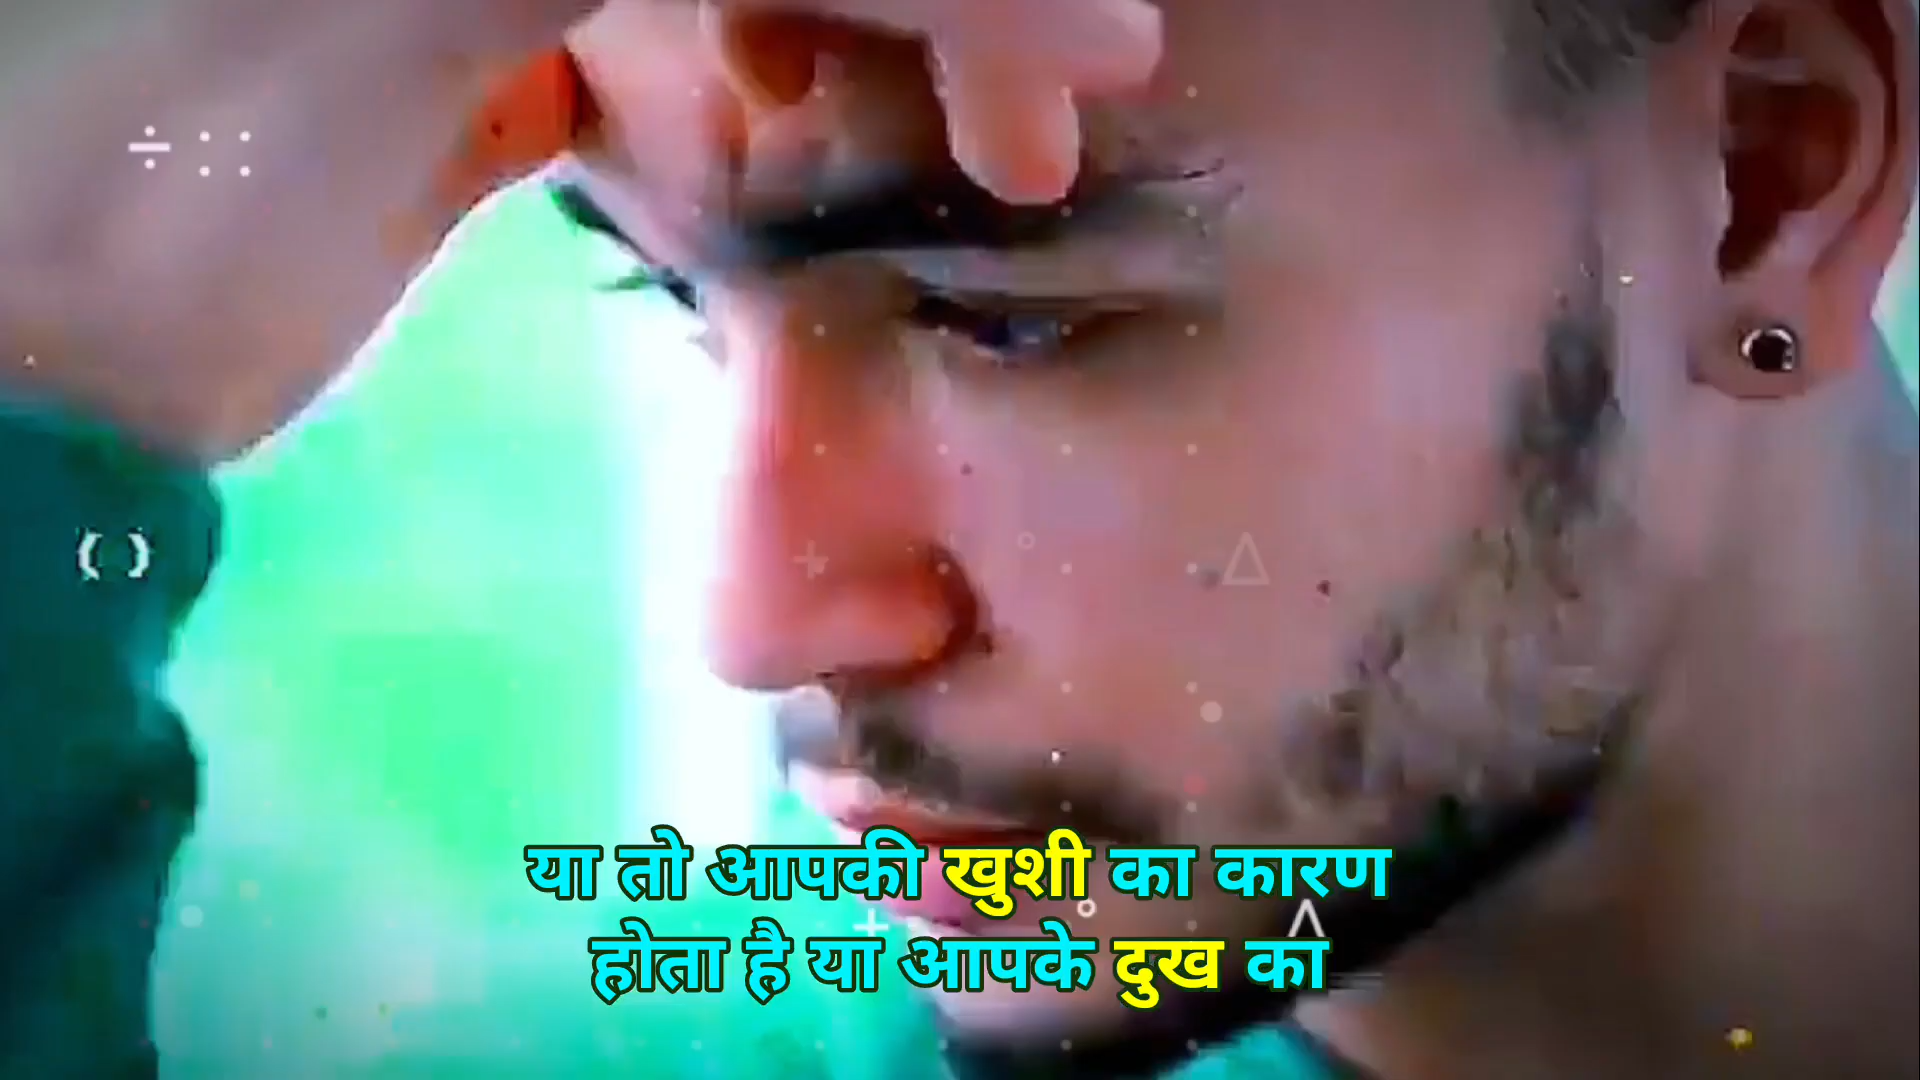 या तो आपकी खुशी का कारण
होता है या आपके दुख का